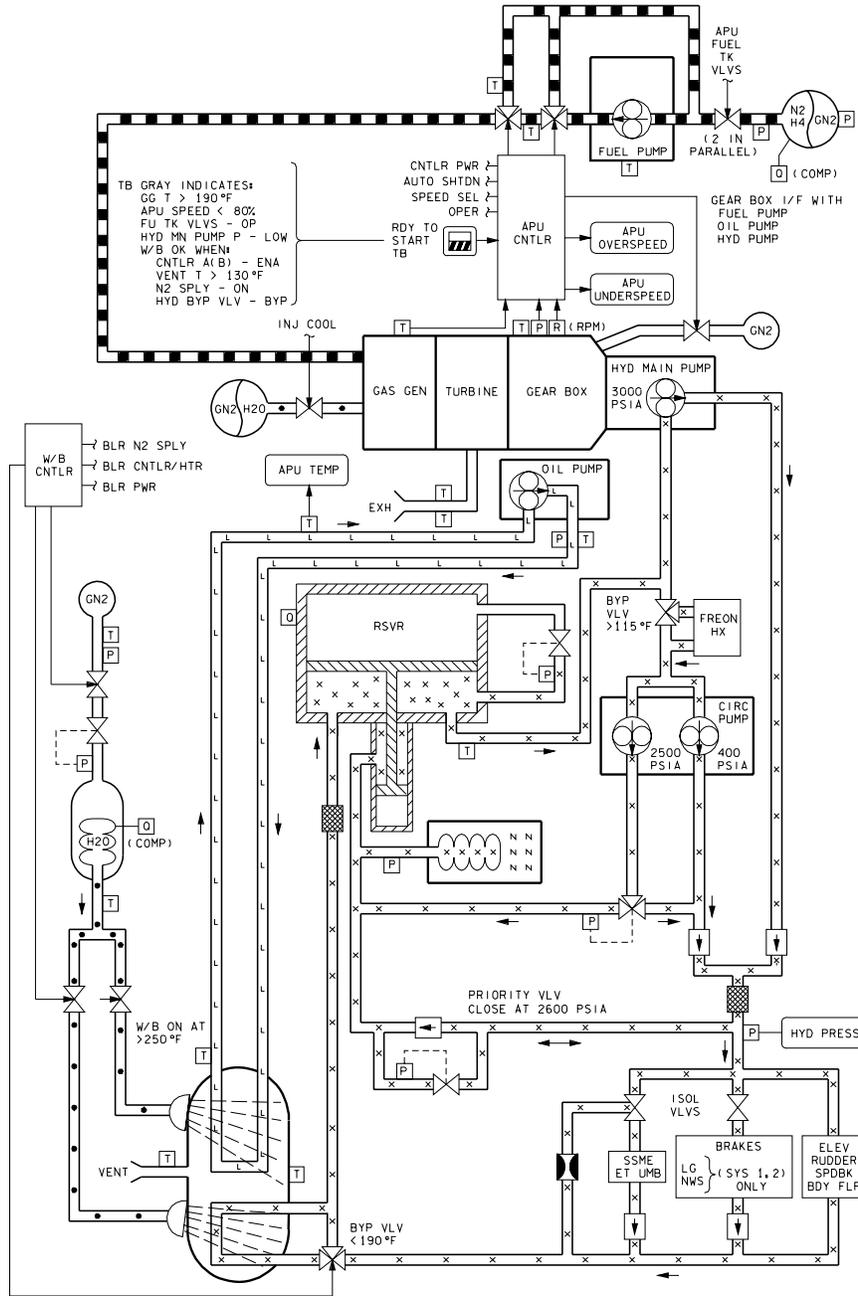 APU
FUEL
TK
VLVS
T
N2
H4
GN2
P
T
P
(2 IN
PARALLEL)
FUEL PUMP
T
Q
(COMP)
CNTLR PWR
AUTO SHTDN
SPEED SEL
OPER
TB GRAY INDICATES:
GG T > 190°F
APU SPEED < 80%
FU TK VLVS - OP
HYD MN PUMP P - LOW
W/B OK WHEN:
CNTLR A(B) - ENA
VENT T > 130°F
N2 SPLY - ON
HYD BYP VLV - BYP
RDY TO
START
TB
APU
CNTLR
APU
OVERSPEED
APU
UNDERSPEED
GEAR BOX I/F WITH
FUEL PUMP
OIL PUMP
HYD PUMP
INJ COOL
T
T
P
R
(RPM)
GN2
GAS GEN
TURBINE
GEAR BOX
HYD MAIN PUMP
3000
PSIA
GN2
H2O
W/B
CNTLR
BLR N2 SPLY
BLR CNTLR/HTR
BLR PWR
APU TEMP
OIL PUMP
T
EXH
T
T
L
P
T
GN2
T
P
Q
RSVR
BYP
VLV
>115°F
FREON
HX
P
T
CIRC
PUMP
2500
PSIA
400
PSIA
P
H2O
Q
(COMP)
T
N N
N N
N N
P
P
PRIORITY VLV
CLOSE AT 2600 PSIA
P
HYD PRESS
W/B ON AT
>250°F
T
P
ISOL
VLVS
VENT
T
T
SSME
ET UMB
BRAKES
LG
NWS
(SYS 1,2)
ONLY
ELEV
RUDDER
SPDBK
BDY FLP
BYP VLV
<190°F